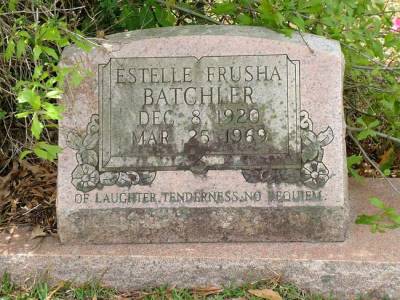 ESTELLE FRUSHA
BATCHLER
DEC 8 1920
MAR 25 1969
OF LAUGHTER, TENDERNESS, NO REQUIEM.